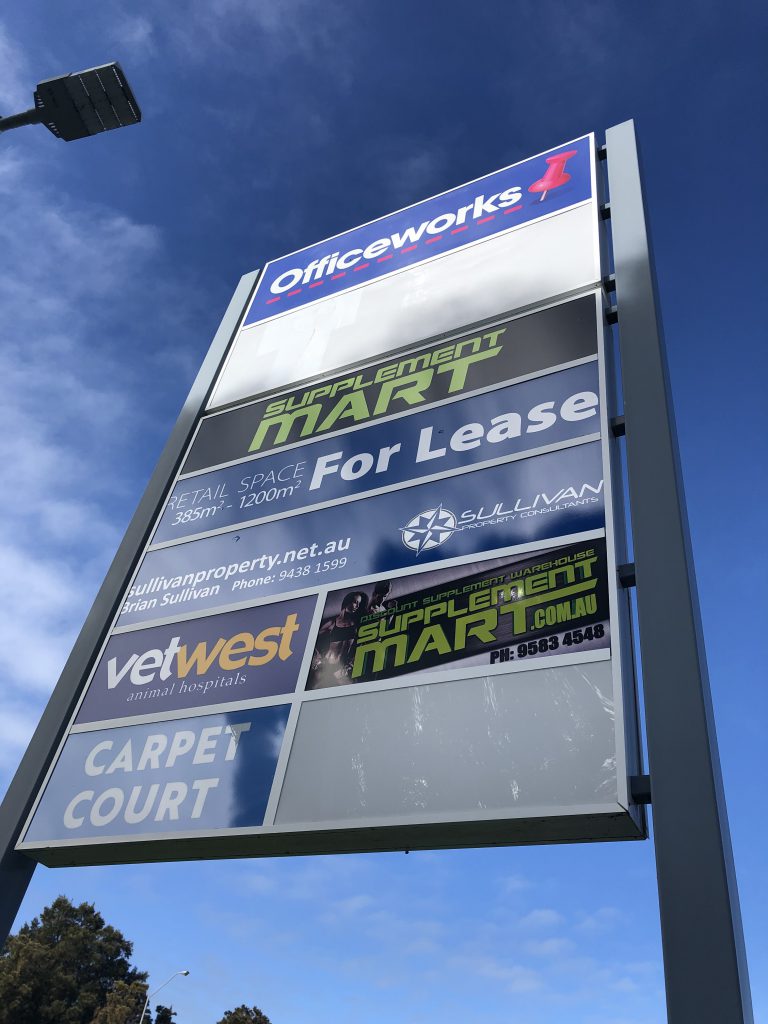 Officeworks
SUPPLEMENT
MART
RETAIL SPACE
385m² - 1200m²
For Lease
sullivanproperty.net.au
Brian Sullivan Phone: 9438 1599
SULLIVAN
PROPERTY CONSULTANTS
vetwest
animal hospitals
DISCOUNT SUPPLEMENT WAREHOUSE
SUPPLEMENT
MART.COM.AU
PH: 9583 4548
CARPET
COURT